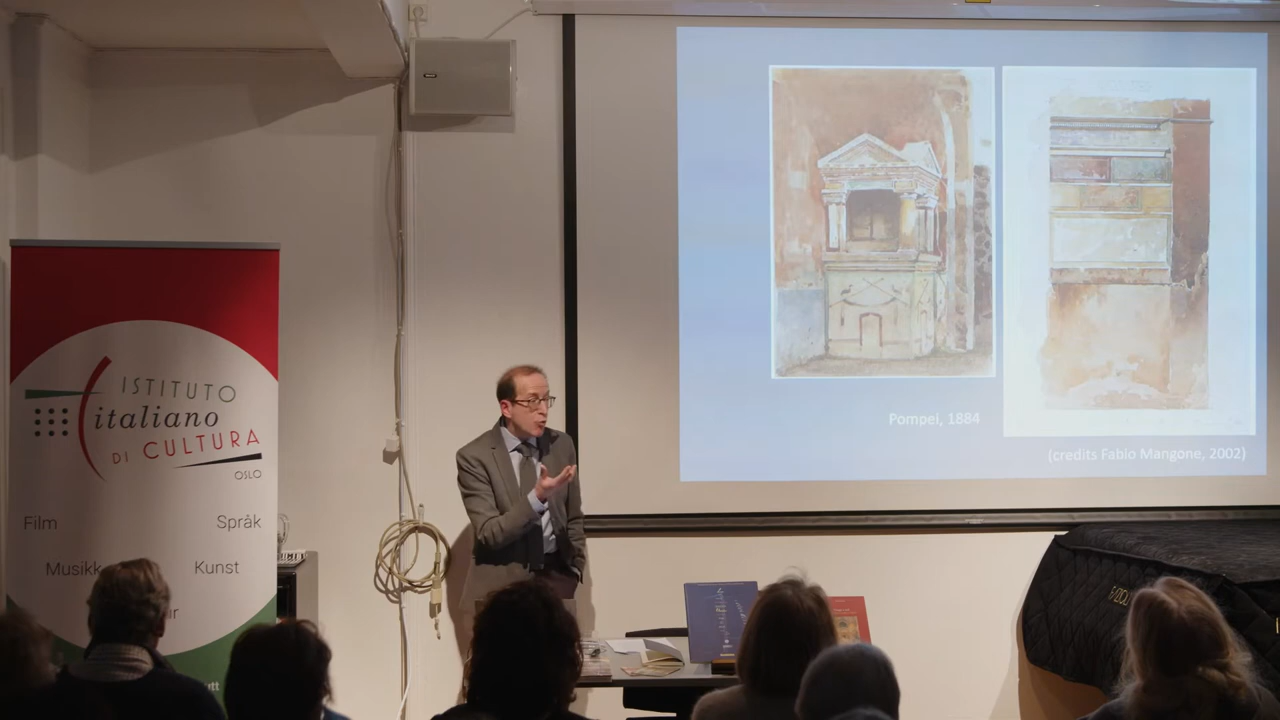 ISTITUTO
italiano
DI CULTURA
OSLO
Film
Språk
Musikk
Kunst
Pompei, 1884
(credits Fabio Mangone, 2002)